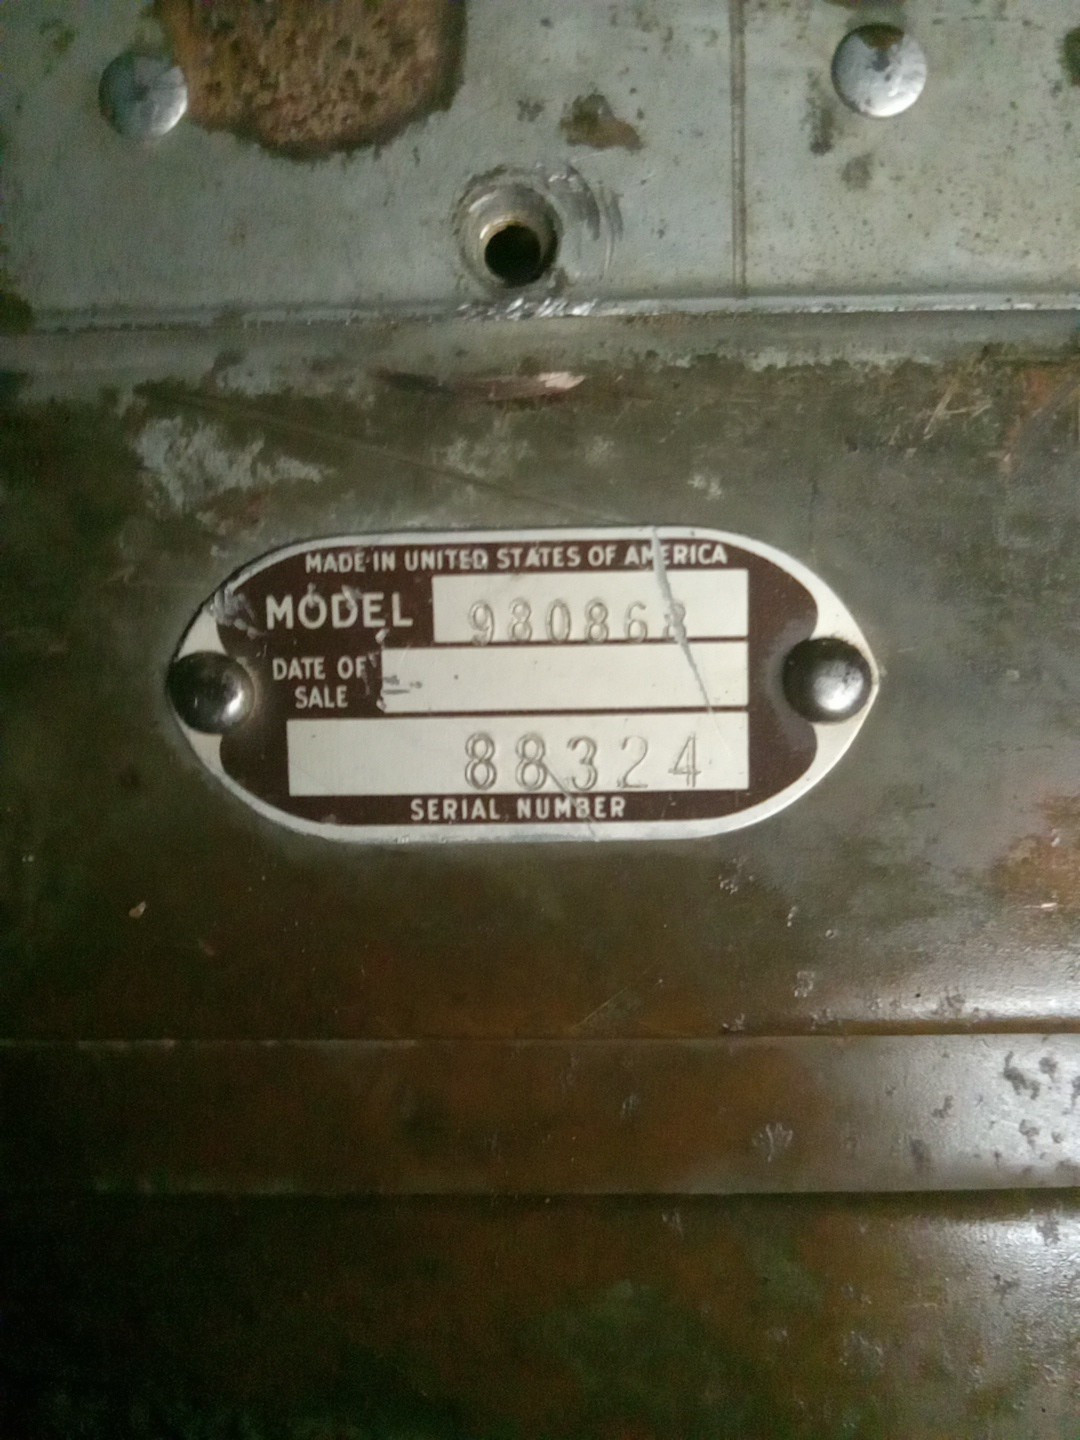 MADE IN UNITED STATES OF AMERICA
MODEL
DATE OF
SALE
88324
SERIAL NUMBER